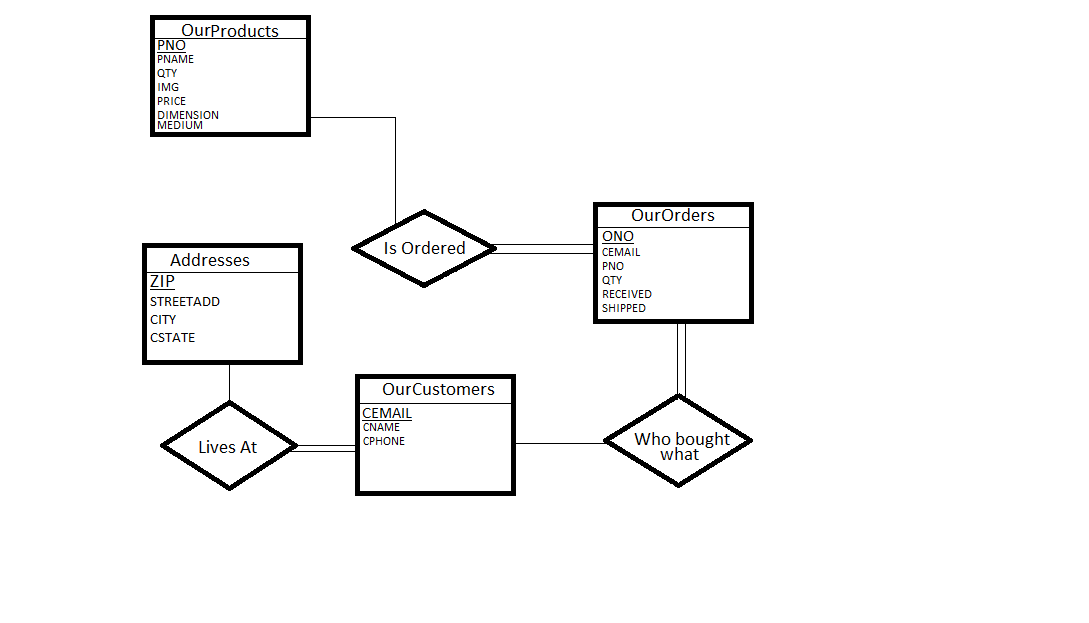 OurProducts
PNO
PNAME
QTY
IMG
PRICE
DIMENSION
MEDIUM
Is Ordered
OurOrders
ONO
CEMAIL
PNO
QTY
RECEIVED
SHIPPED
Addresses
ZIP
STREETADD
CITY
CSTATE
Lives At
OurCustomers
CEMAIL
CNAME
CPHONE
Who bought
what